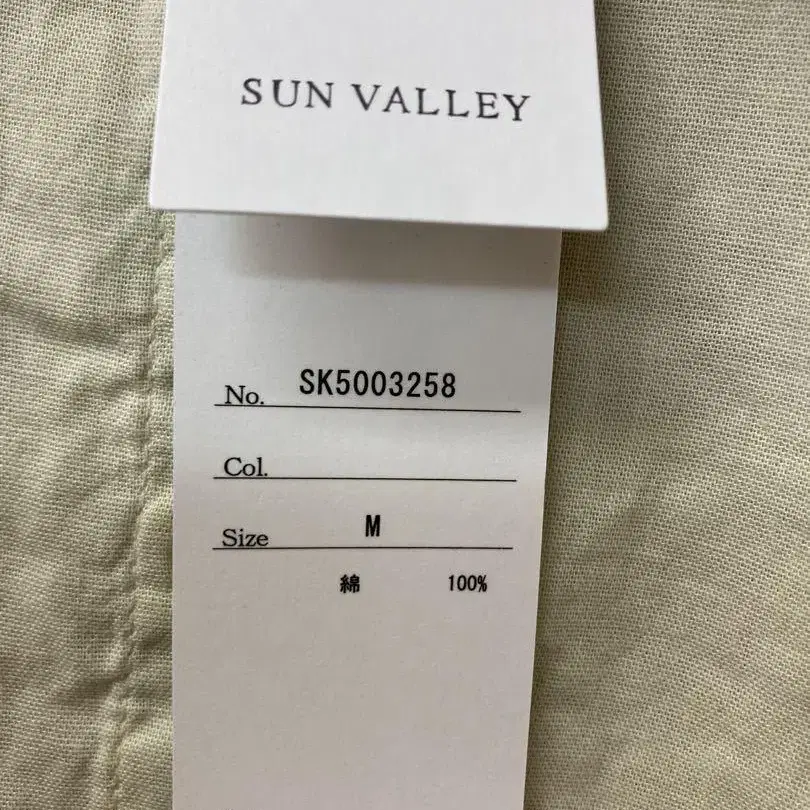 SUN VALLEY
No. SK5003258
Col.
Size M
綿 100%